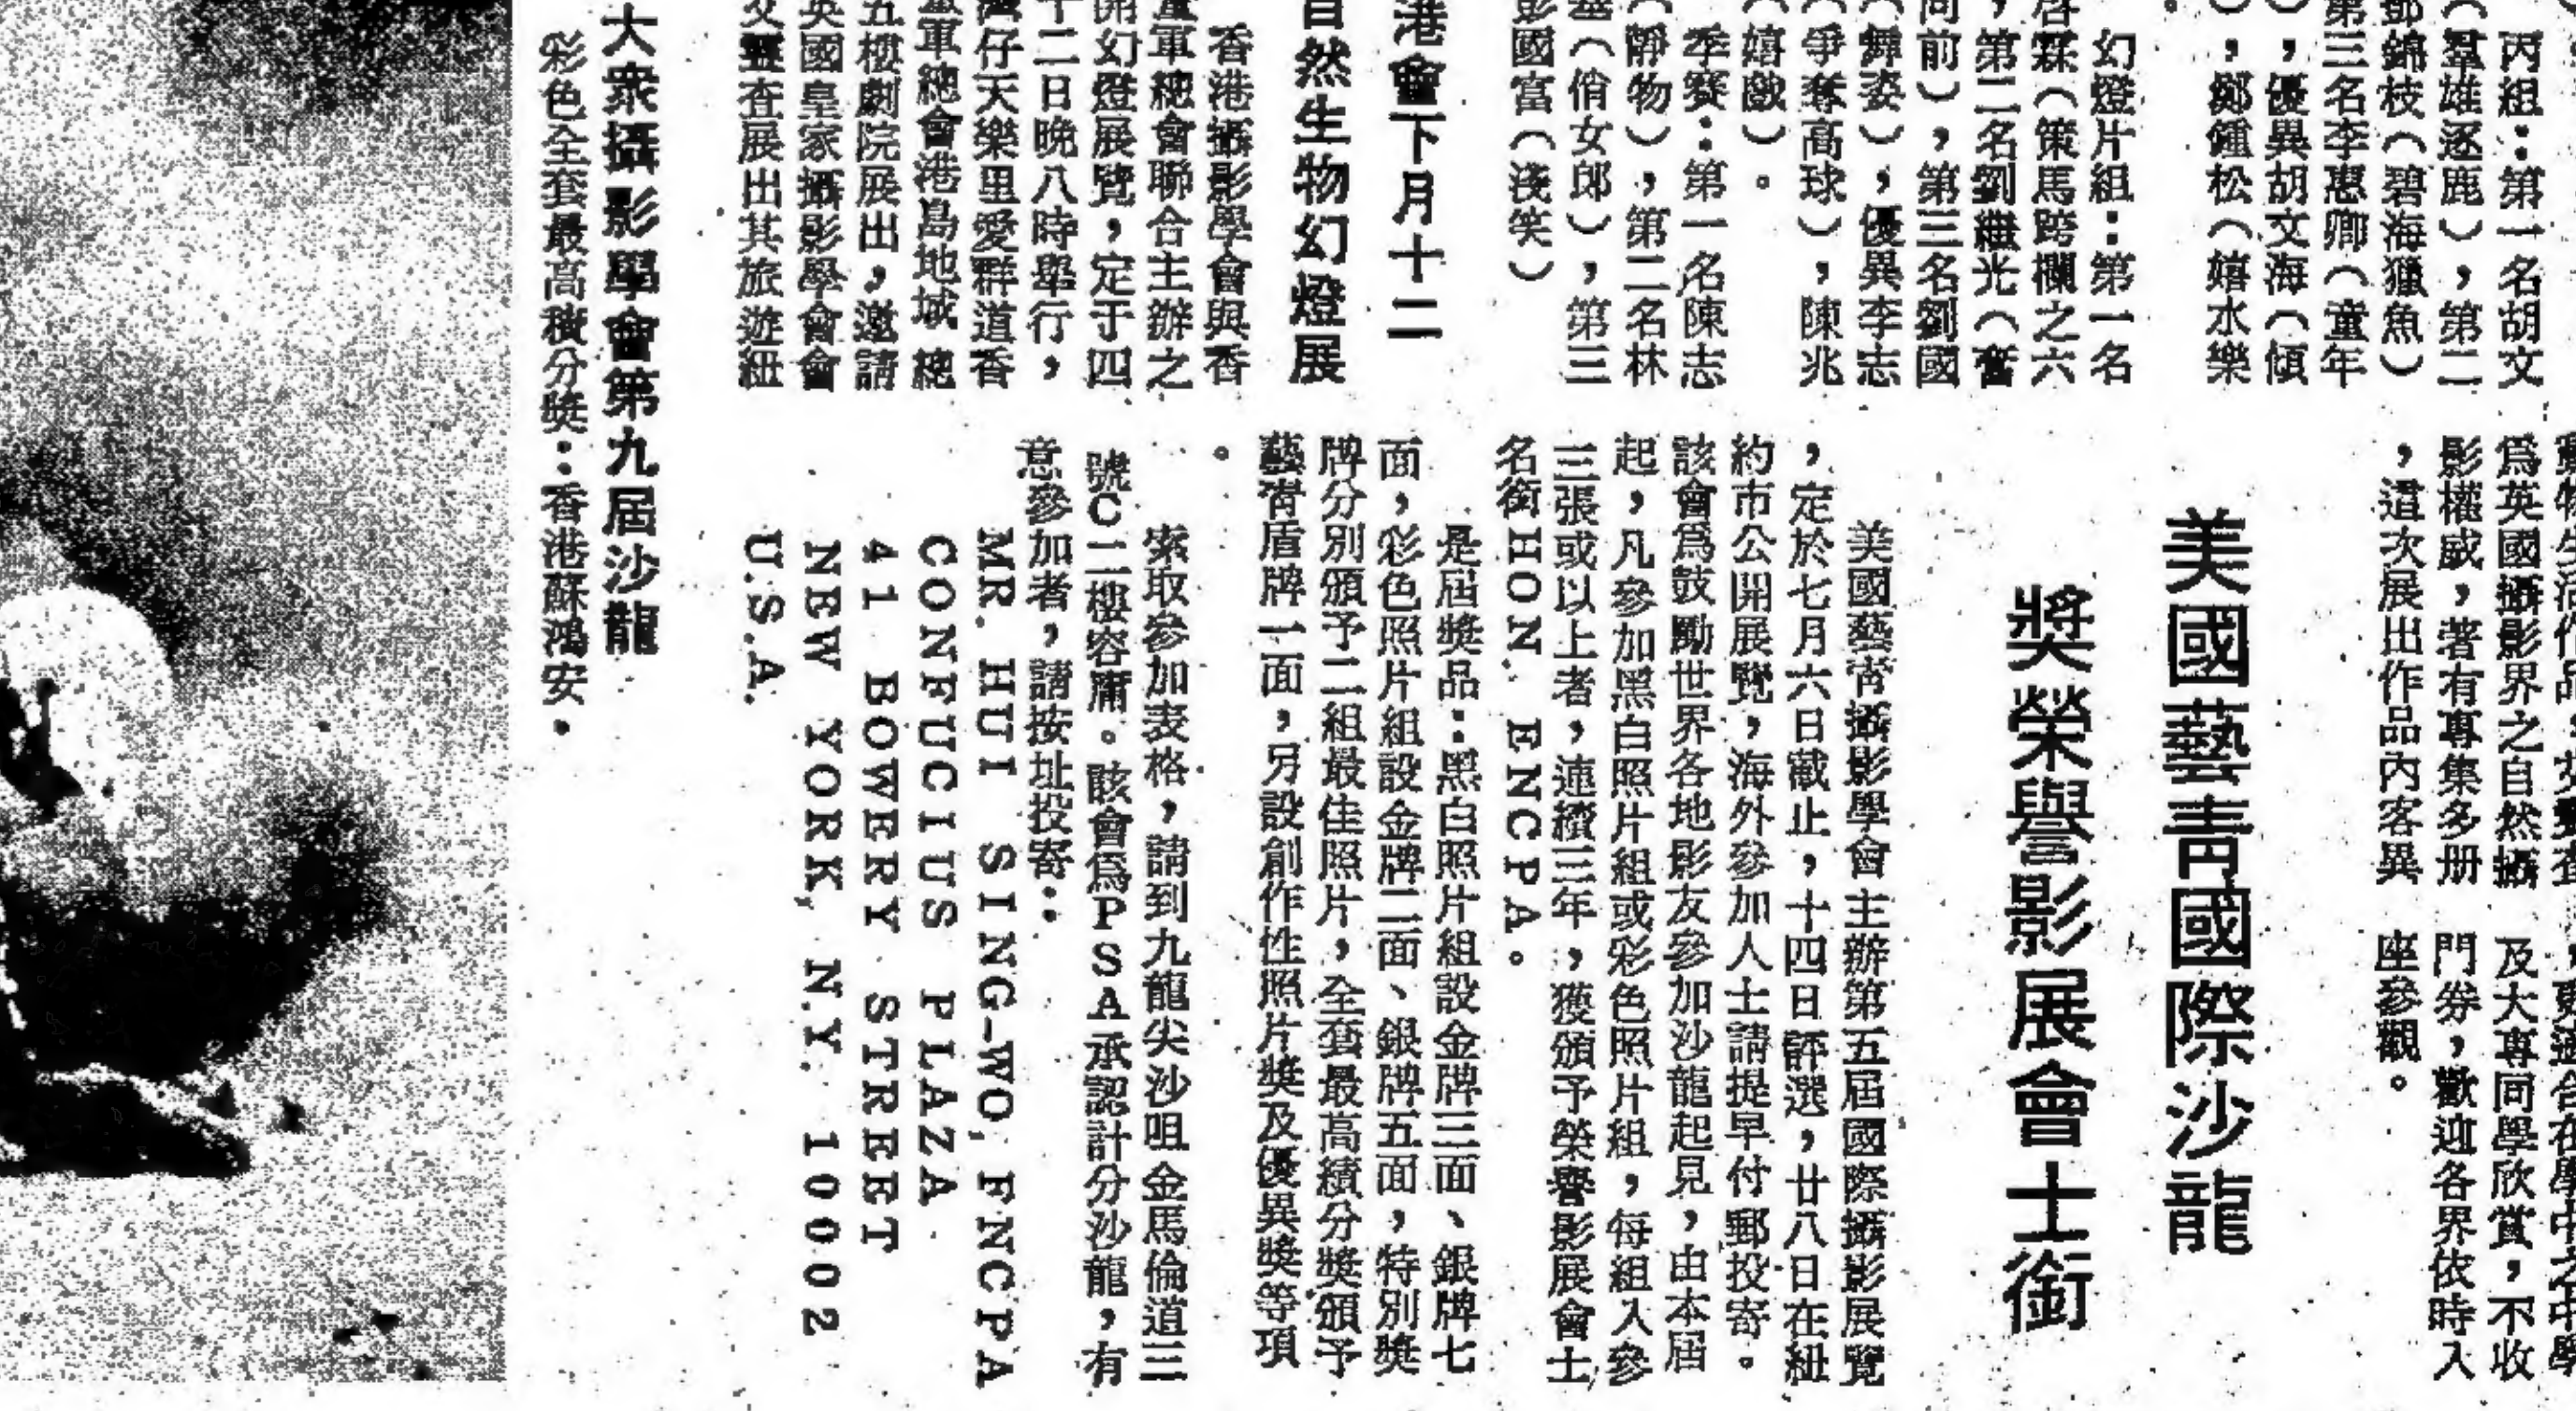 丙組：第一名胡文
（羣雄逐鹿），第二
鄧錦枝（碧海獵魚）
第三名李惠卿（童年
），優異胡文海（傾
），鄭鍾松（嬉水樂
。
幻燈片組：第一名
啓霖（策馬跨欄之六
，第二名劉繼光（奮
向前），第三名劉國
（舞姿），優異李志
（爭奪高球），陳兆
（嬉戲）。
季賽：第一名陳志
（靜物），第二名林
基（俏女郎），第三
彭國富（淺笑）
港會下月十二
自然生物幻燈展
香港攝影學會與香
童軍總會聯合主辦之
開幻燈展覽，定于四
十二日晚八時舉行，
灣仔天樂里愛群道香
童軍總會港島地域總
五樓劇院展出，邀請
英國皇家攝影學會會
查展出其旅遊紐
爲英國攝影界之自然攝
影權威，著有專集多册
，這次展出作品內容異
及大專同學欣賞，不收
門券，歡迎各界依時入
座參觀。
美國藝青國際沙龍
獎榮譽影展會士銜
美國藝青攝影學會主辦第五屆國際攝影展覽
，定於七月六日截止，十四日評選，廿八日在紐
約市公開展覽，海外參加人士請提早付郵投寄。
該會爲鼓勵世界各地影友參加沙龍起見，由本屆
起，凡參加黑白照片組或彩色照片組，每組入參
三張或以上者，連續三年，獲頒予榮譽影展會士
名銜HON. ENCPA。
是屆獎品：黑白照片組設金牌三面、銀牌七
面，彩色照片組設金牌二面、銀牌五面，特別獎
牌分別頒予二組最佳照片，全套最高積分獎頒予
藝青盾牌一面，另設創作性照片獎及優異獎等項
。
索取參加表格，請到九龍尖沙咀金馬倫道三
號C二樓容庸。該會爲PSA承認計分沙龍，有
意參加者，請按址投寄：
MR. HUI SING-WO, FNCPA
CONFUCIUS PLAZA
41 BOWERY STREET
NEW YORK, N.Y. 10002
U.S.A.
大衆攝影學會第九屆沙龍
彩色全套最高積分獎：香港蘇鴻安．